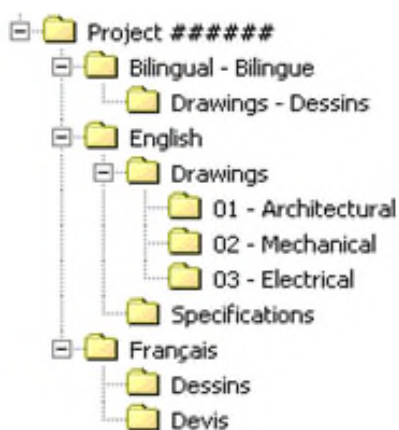 Project ######
Bilingual - Bilingue
Drawings - Dessins
English
Drawings
01 - Architectural
02 - Mechanical
03 - Electrical
Specifications
Français
Dessins
Devis